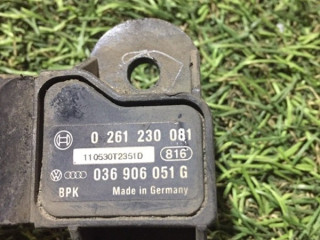 0 261 230 081
110530T2351D 816
036 906 051 G
BPK Made in Germany